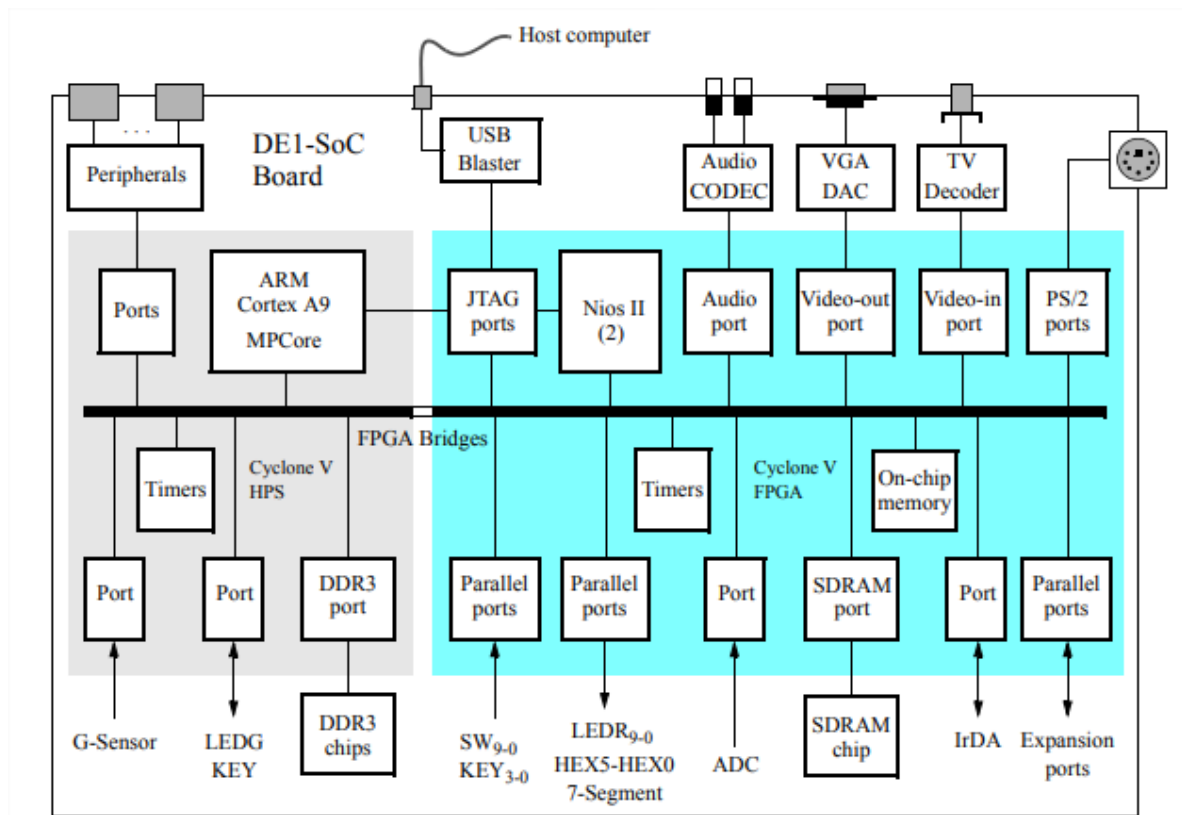 Host computer
DE1-SoC
Board
Peripherals
USB
Blaster
Audio
CODEC
VGA
DAC
TV
Decoder
Ports
ARM
Cortex A9
MPCore
JTAG
ports
Nios II
(2)
Audio
port
Video-out
port
Video-in
port
PS/2
ports
FPGA Bridges
Timers
Cyclone V
HPS
Timers
Cyclone V
FPGA
On-chip
memory
Port
Port
DDR3
port
Parallel
ports
Parallel
ports
Port
SDRAM
port
Port
Parallel
ports
G-Sensor
LEDG
KEY
DDR3
chips
SW9-0
KEY3-0
LEDR9-0
HEX5-HEX0
7-Segment
ADC
SDRAM
chip
IrDA
Expansion
ports